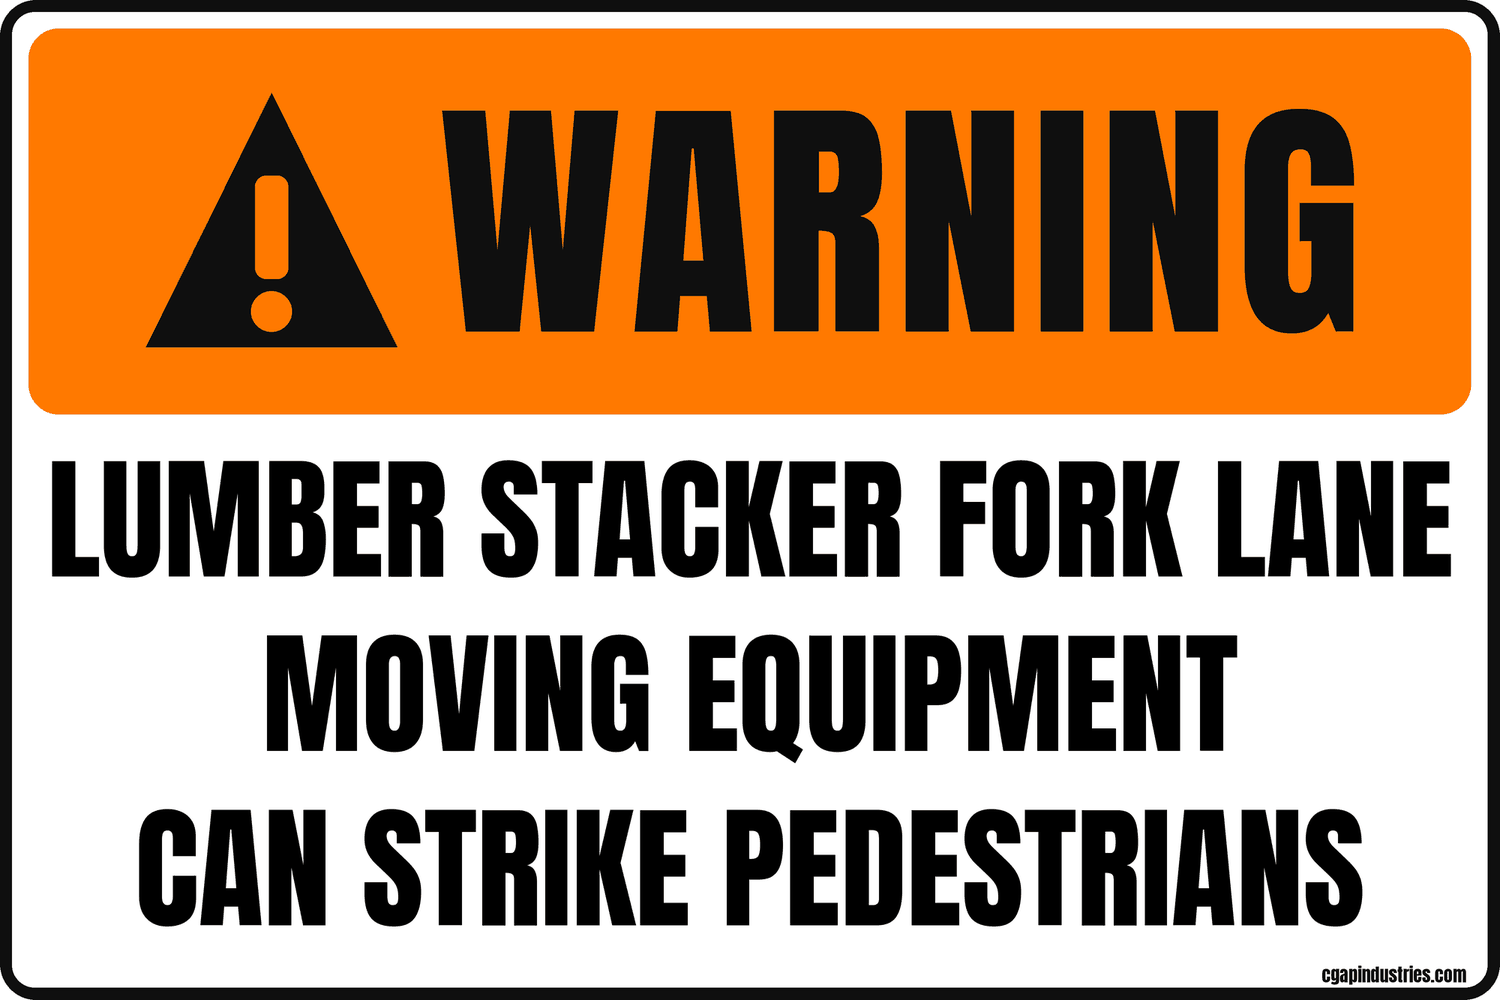 WARNING
LUMBER STACKER FORK LANE
MOVING EQUIPMENT
CAN STRIKE PEDESTRIANS
cgapindustries.com